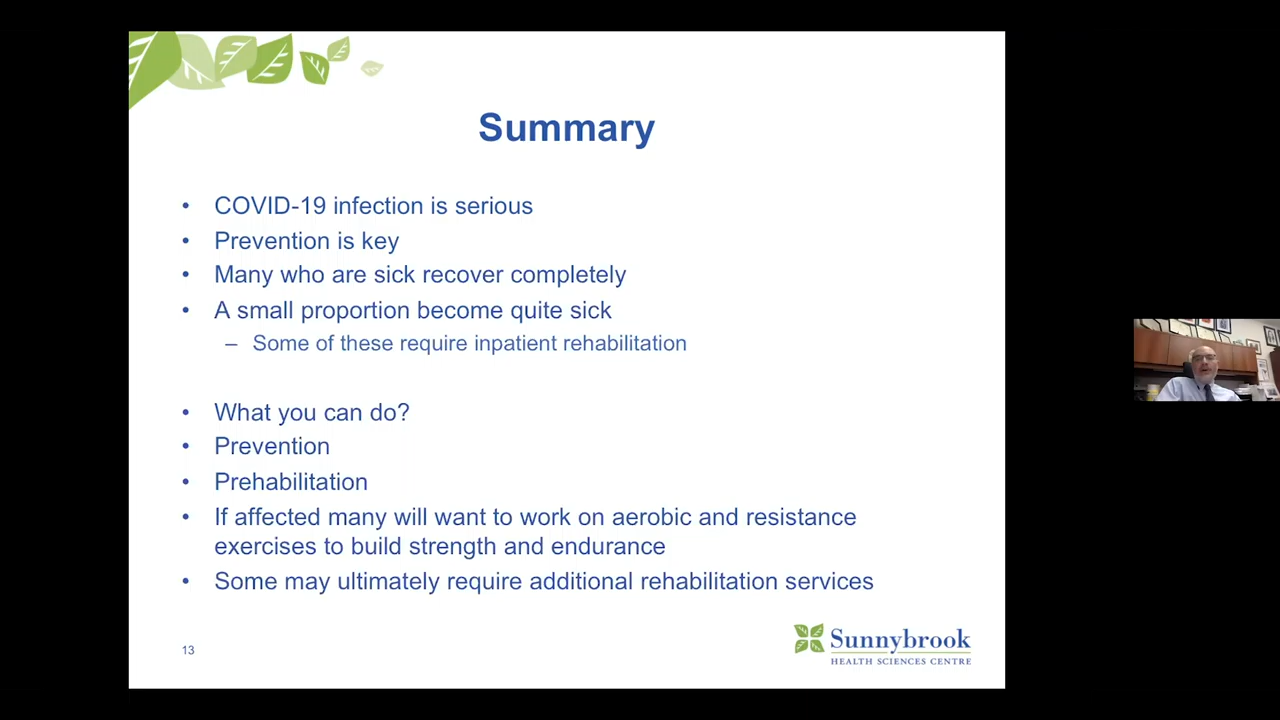 Summary
• COVID-19 infection is serious
• Prevention is key
• Many who are sick recover completely
• A small proportion become quite sick
– Some of these require inpatient rehabilitation
• What you can do?
• Prevention
• Prehabilitation
• If affected many will want to work on aerobic and resistance
exercises to build strength and endurance
• Some may ultimately require additional rehabilitation services
13
Sunnybrook
HEALTH SCIENCES CENTRE